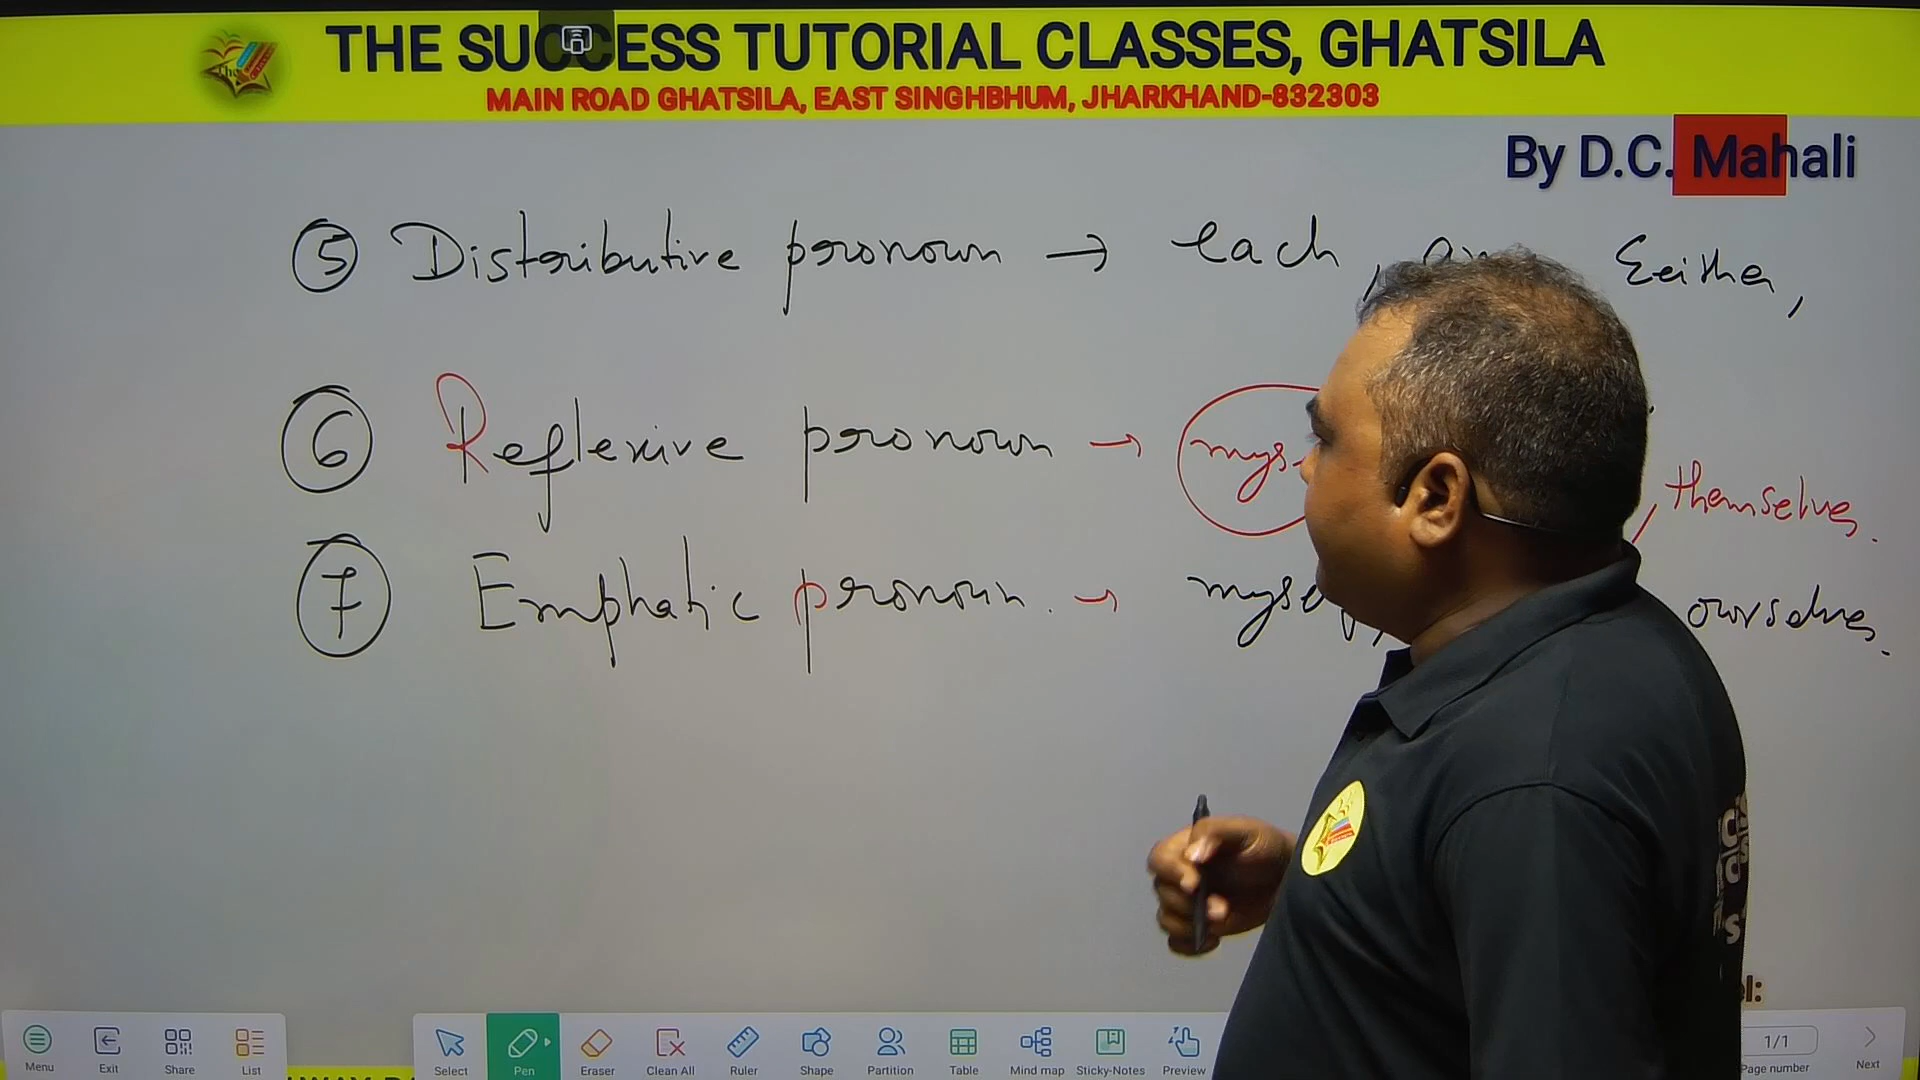 THE SUCCESS TUTORIAL CLASSES, GHATSILA
MAIN ROAD GHATSILA, EAST SINGHBHUM, JHARKHAND-832303
By D.C. Mahali
5 Distributive pronoun → each,
6 Reflexive pronoun → themselves.
7 Emphatic pronoun. → ourselves.
Menu Exit Share List Select Pen Eraser Clean All Ruler Shape Partition Table Mind map Sticky-Notes Preview 1/1 Page number Next